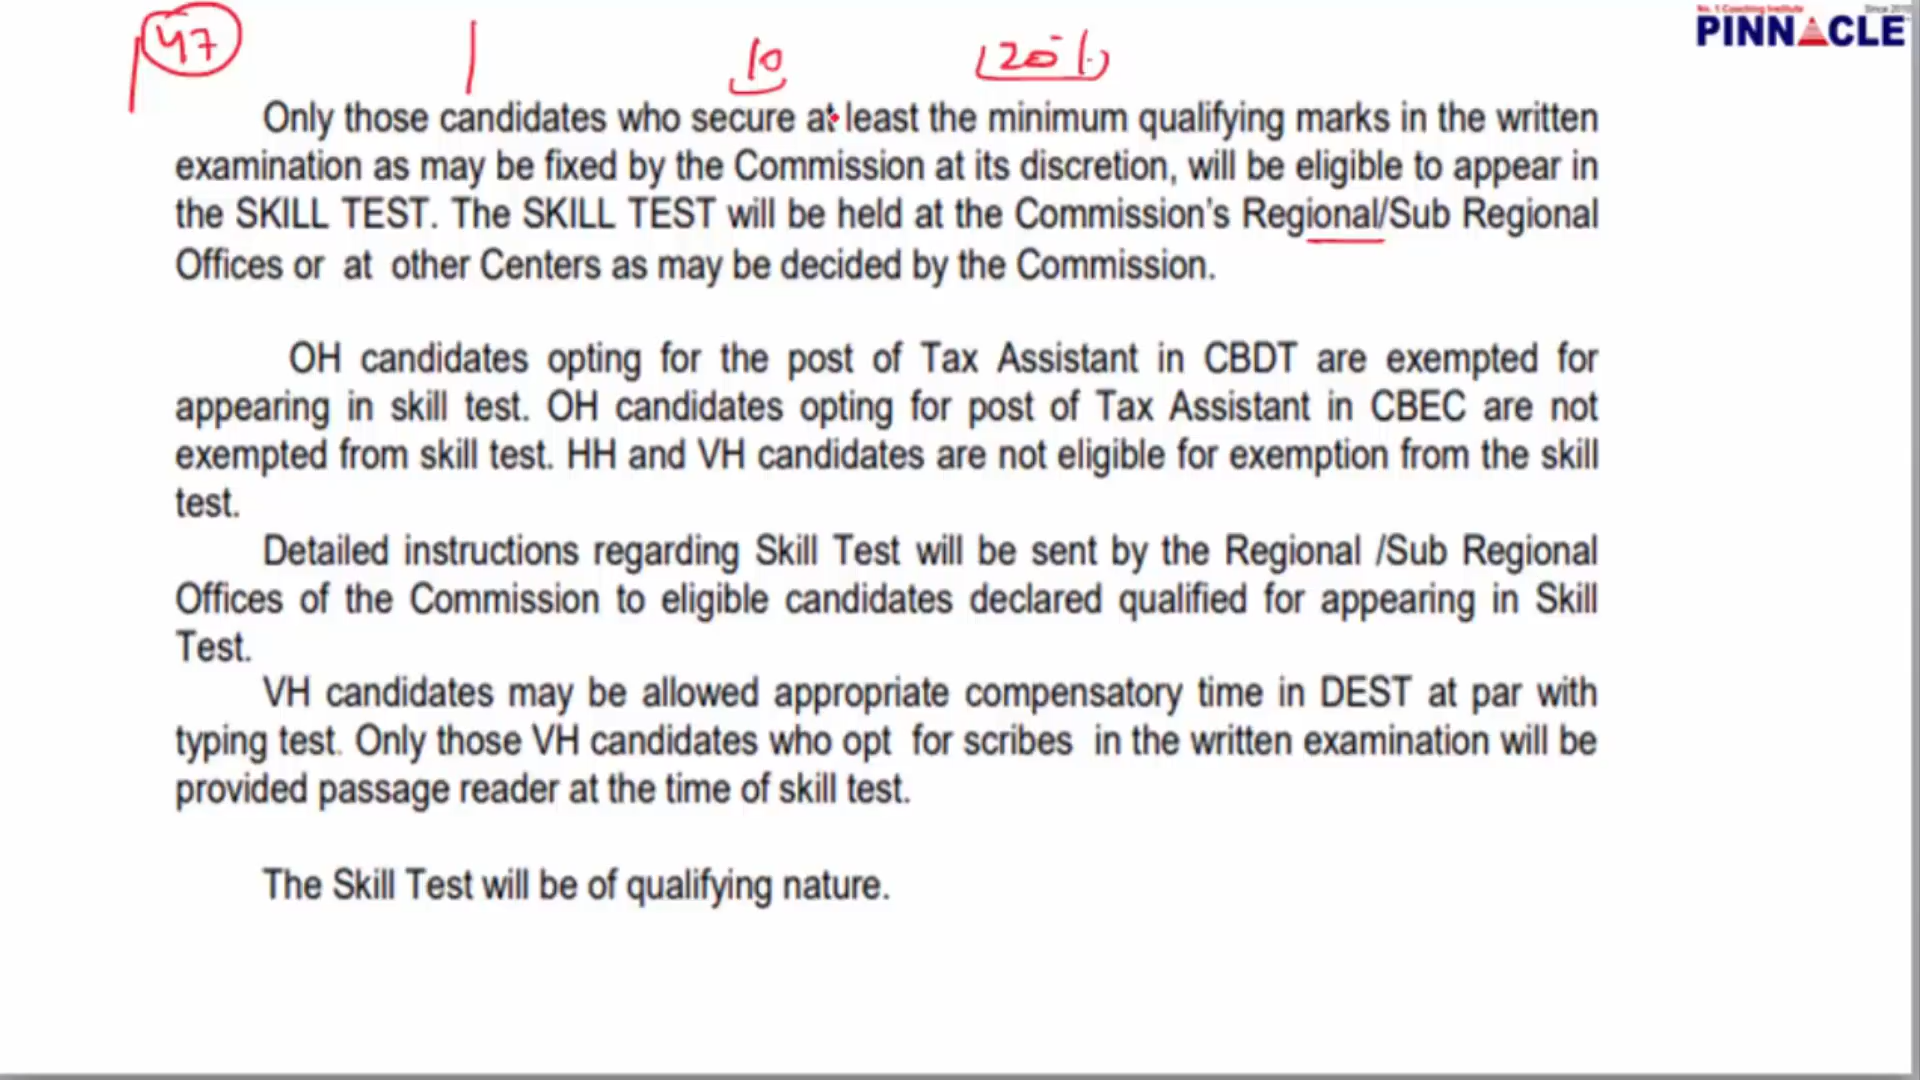 No. 1 Coaching Institute
PINNACLE
47
10
20%
Only those candidates who secure at least the minimum qualifying marks in the written
examination as may be fixed by the Commission at its discretion, will be eligible to appear in
the SKILL TEST. The SKILL TEST will be held at the Commission's Regional/Sub Regional
Offices or at other Centers as may be decided by the Commission.
OH candidates opting for the post of Tax Assistant in CBDT are exempted for
appearing in skill test. OH candidates opting for post of Tax Assistant in CBEC are not
exempted from skill test. HH and VH candidates are not eligible for exemption from the skill
test.
Detailed instructions regarding Skill Test will be sent by the Regional /Sub Regional
Offices of the Commission to eligible candidates declared qualified for appearing in Skill
Test.
VH candidates may be allowed appropriate compensatory time in DEST at par with
typing test. Only those VH candidates who opt for scribes in the written examination will be
provided passage reader at the time of skill test.
The Skill Test will be of qualifying nature.